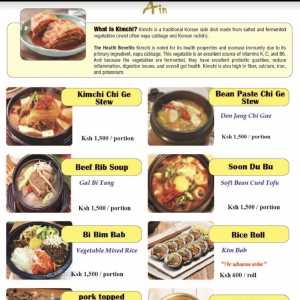 Ain
What is Kimchi? Kimchi is a traditional Korean side dish made from salted and fermented
vegetables (most often napa cabbage and Korean radish).
The Health Benefits Kimchi is noted for its health properties and increase immunity due to its
primary ingredient, napa cabbage. This vegetable is an excellent source of vitamins K, C, and B6.
And because the vegetables are fermented, they have excellent probiotic qualities, reduce
inflammation, digestion issues, and overall gut health. Kimchi is also high in fiber, calcium, iron,
and potassium
Kimchi Chi Ge
Stew
Ksh 1,500 / portion
Bean Paste Chi Ge
Stew
Den Jang Chi Gae
Ksh 1,500 / portion
Beef Rib Soup
Gal Bi Tang
Ksh 1,500 / portion
Soon Du Bu
Soft Bean Curd Tofu
Ksh 1,500 / portion
Bi Bim Bab
Vegetable Mixed Rice
Ksh 1,500 / portion
Rice Roll
Kim Bab
Ksh 600 / roll
pork topped